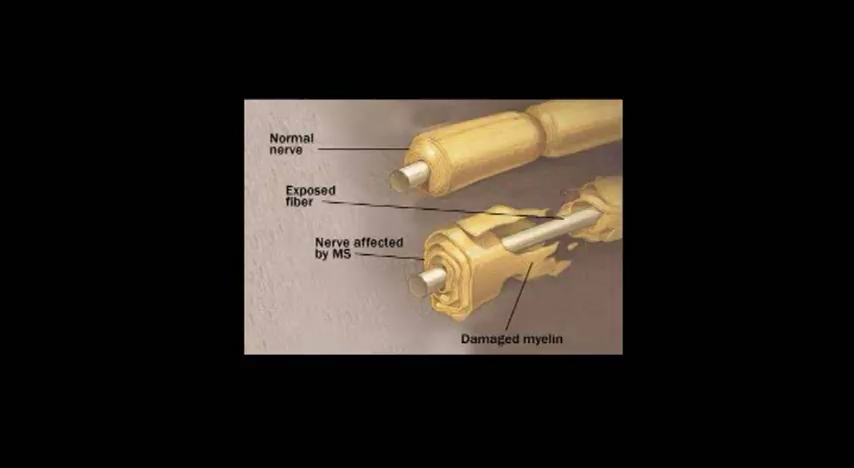 Normal
nerve
Exposed
fiber
Nerve affected
by MS
Damaged myelin